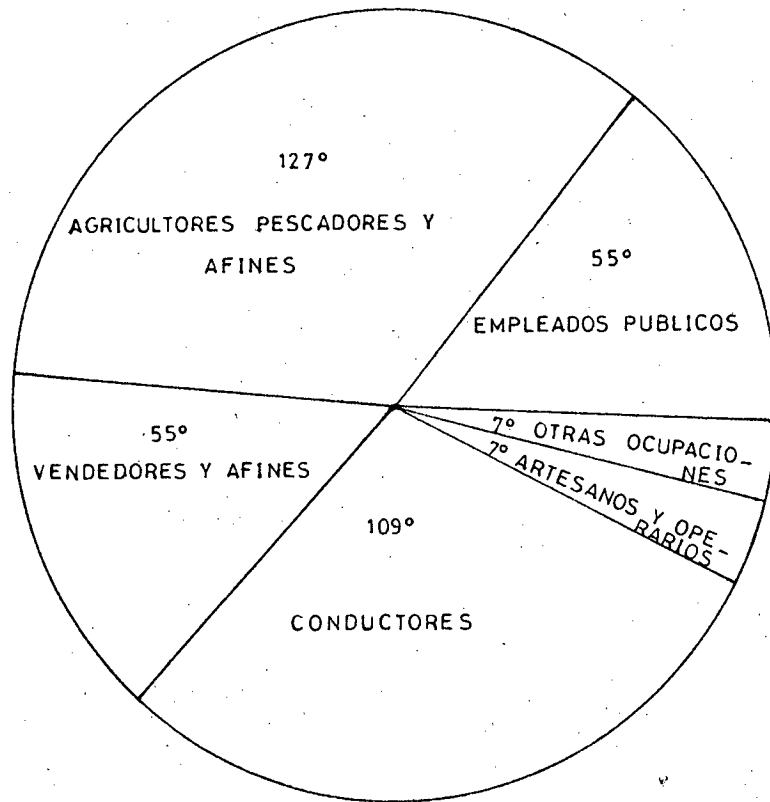 127°
AGRICULTORES PESCADORES Y
AFINES
55°
EMPLEADOS PUBLICOS
7° OTRAS OCUPACIO-
NES
7° ARTESANOS Y OPE-
RARIOS
55°
VENDEDORES Y AFINES
109°
CONDUCTORES